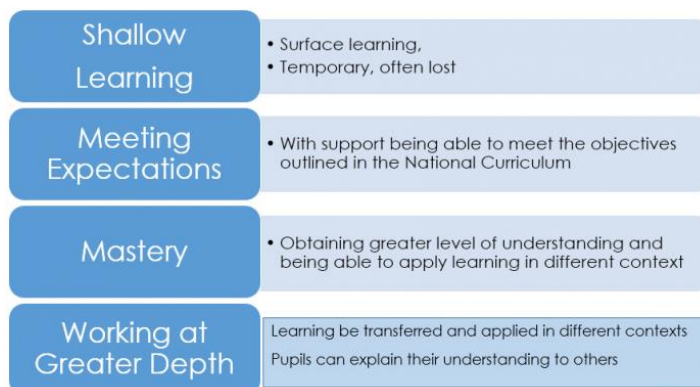 Shallow
Learning
• Surface learning,
• Temporary, often lost
Meeting
Expectations
• With support being able to meet the objectives
outlined in the National Curriculum
Mastery
• Obtaining greater level of understanding and
being able to apply learning in different context
Working at
Greater Depth
Learning be transferred and applied in different contexts
Pupils can explain their understanding to others